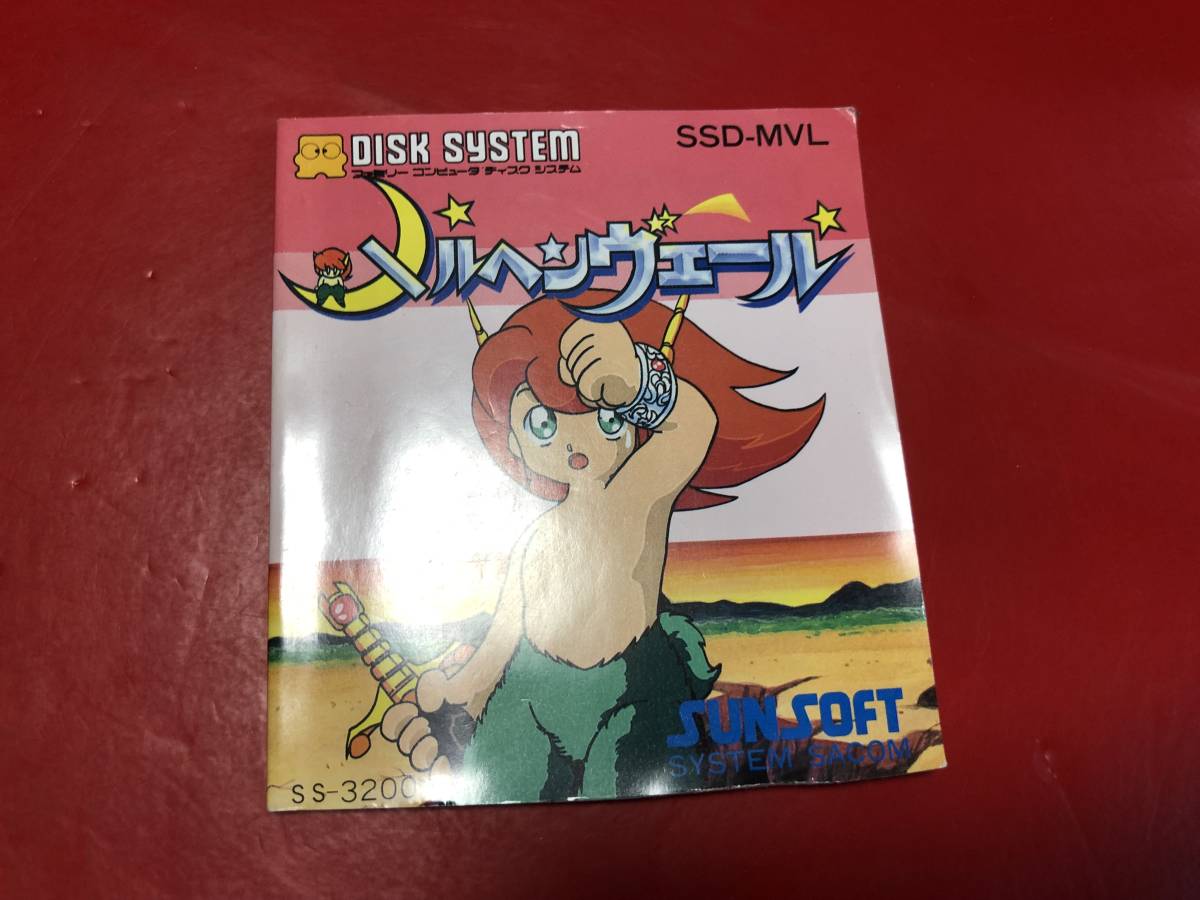 DISK SYSTEM
ファミリー コンピュータ ディスク システム
SSD-MVL
メルヘンヴェール
SUNSOFT
SYSTEM SACOM
SS-3200